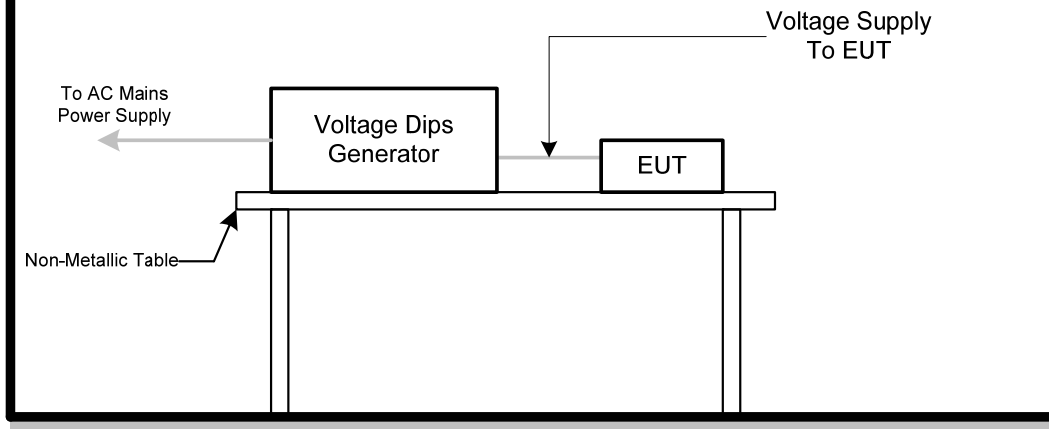 Voltage Supply
To EUT
To AC Mains
Power Supply
Voltage Dips
Generator
EUT
Non-Metallic Table